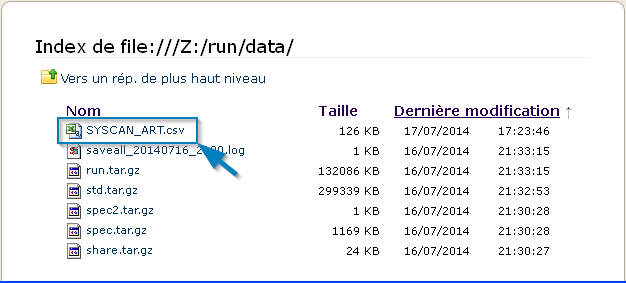 Index de file:///Z:/run/data/
Vers un rép. de plus haut niveau
Nom Taille Dernière modification ↑
SYSCAN_ART.csv 126 KB 17/07/2014 17:23:46
saveall_20140716_2100.log 1 KB 16/07/2014 21:33:15
run.tar.gz 132086 KB 16/07/2014 21:33:15
std.tar.gz 299339 KB 16/07/2014 21:32:53
spec2.tar.gz 1 KB 16/07/2014 21:30:28
spec.tar.gz 1169 KB 16/07/2014 21:30:28
share.tar.gz 24 KB 16/07/2014 21:30:27